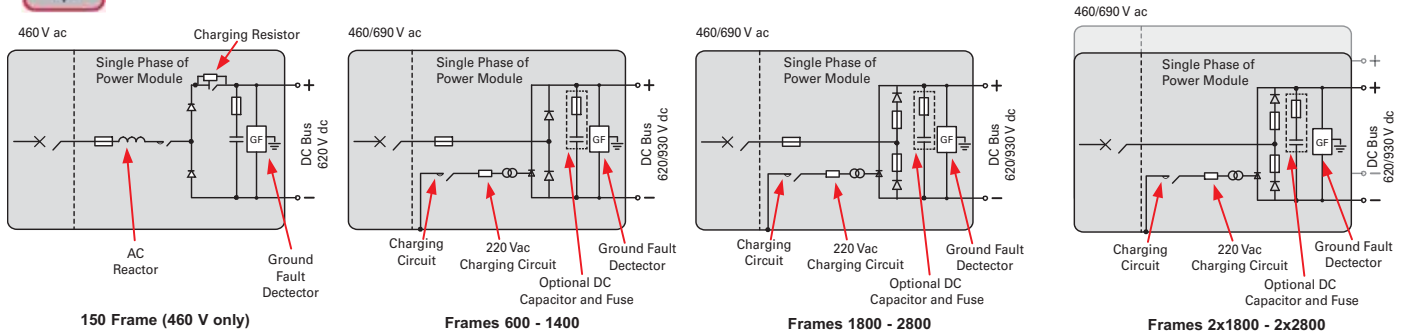 460 V ac
Charging Resistor
Single Phase of
Power Module
+
GF
DC Bus
620 V dc
–
AC
Reactor
Ground
Fault
Dectector
150 Frame (460 V only)
460/690 V ac
Single Phase of
Power Module
+
GF
DC Bus
620/930 V dc
–
Charging
Circuit
220 Vac
Charging Circuit
Ground Fault
Dectector
Optional DC
Capacitor and Fuse
Frames 600 - 1400
460/690 V ac
Single Phase of
Power Module
+
GF
DC Bus
620/930 V dc
–
Charging
Circuit
220 Vac
Charging Circuit
Ground Fault
Dectector
Optional DC
Capacitor and Fuse
Frames 1800 - 2800
460/690 V ac
Single Phase of
Power Module
+
+
GF
DC Bus
620/930 V dc
–
–
Charging
Circuit
220 Vac
Charging Circuit
Ground Fault
Dectector
Optional DC
Capacitor and Fuse
Frames 2x1800 - 2x2800